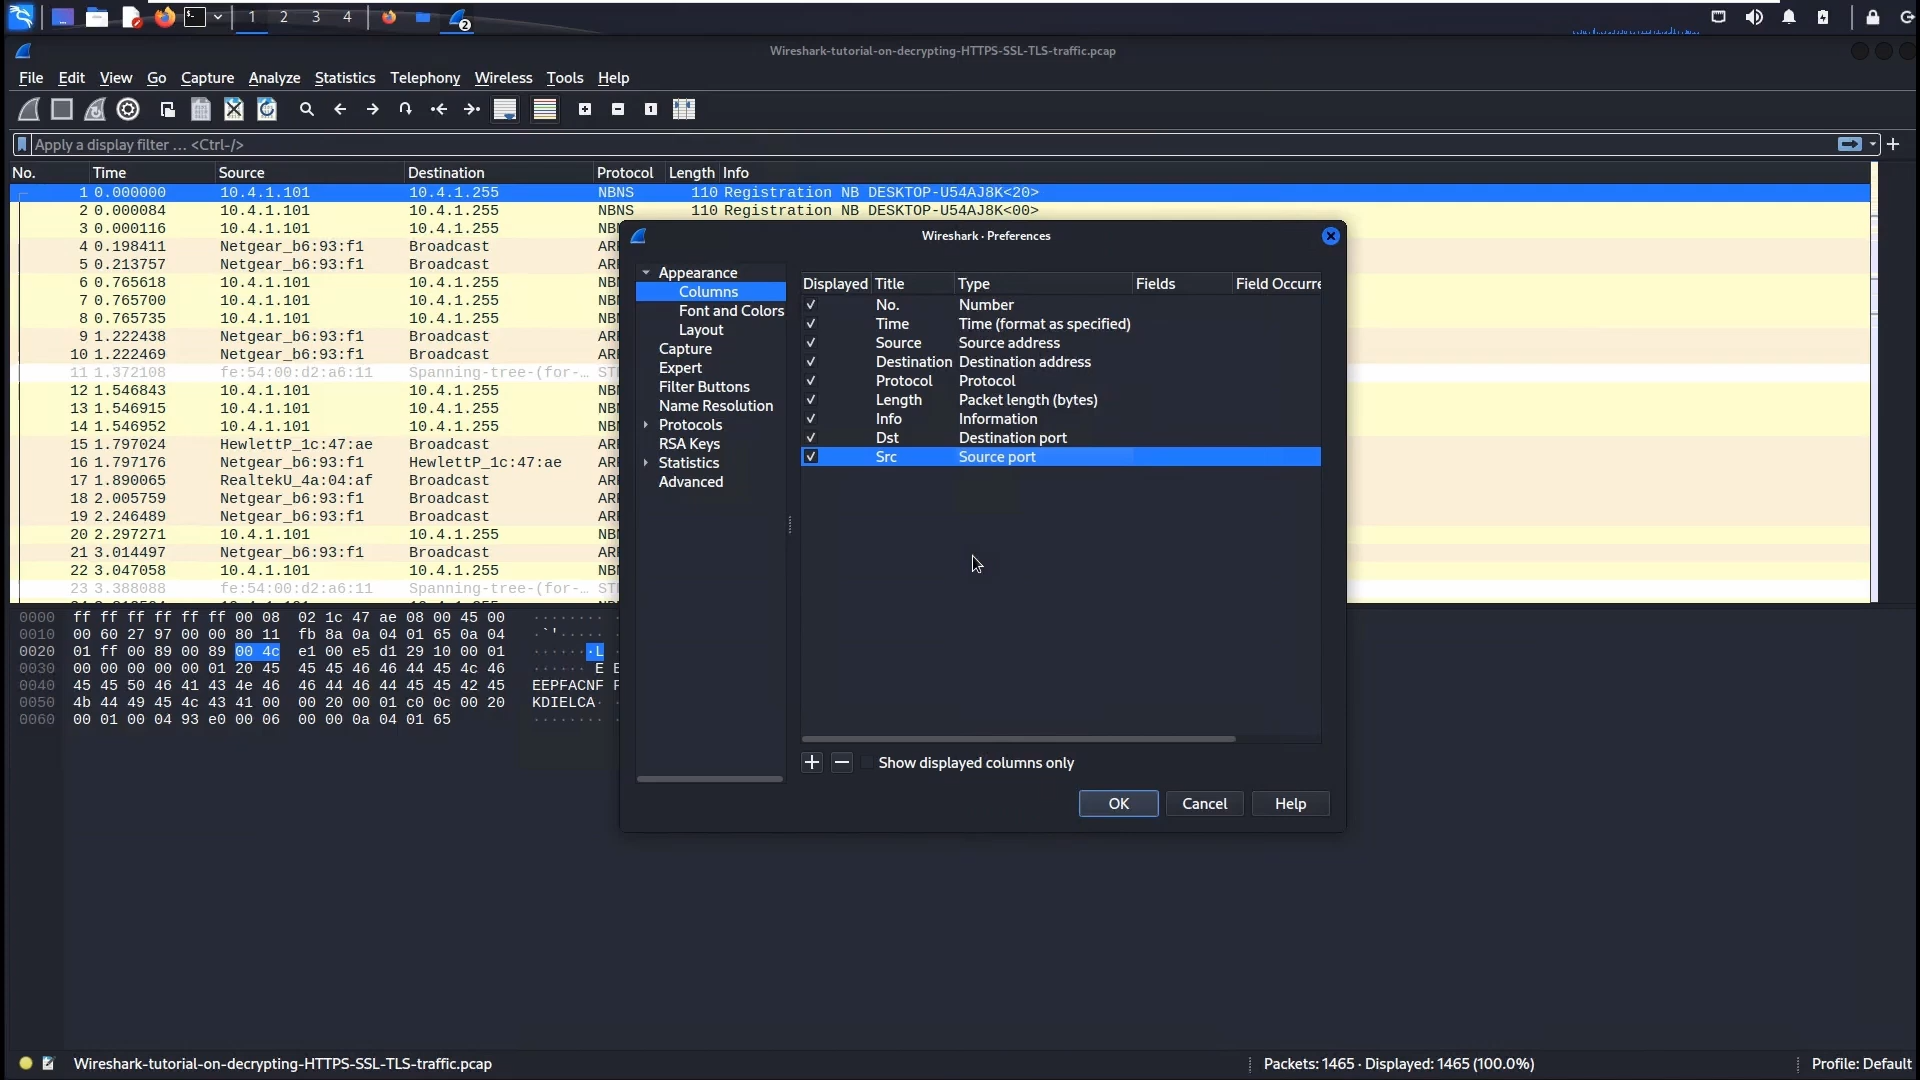 1 2 3 4 2
Wireshark-tutorial-on-decrypting-HTTPS-SSL-TLS-traffic.pcap
File Edit View Go Capture Analyze Statistics Telephony Wireless Tools Help
Apply a display filter … <Ctrl-/>
No. Time Source Destination Protocol Length Info
1 0.000000 10.4.1.101 10.4.1.255 NBNS 110 Registration NB DESKTOP-U54AJ8K<20>
2 0.000084 10.4.1.101 10.4.1.255 NBNS 110 Registration NB DESKTOP-U54AJ8K<00>
3 0.000116 10.4.1.101 10.4.1.255
4 0.198411 Netgear_b6:93:f1 Broadcast
5 0.213757 Netgear_b6:93:f1 Broadcast
6 0.765618 10.4.1.101 10.4.1.255
7 0.765700 10.4.1.101 10.4.1.255
8 0.765735 10.4.1.101 10.4.1.255
9 1.222438 Netgear_b6:93:f1 Broadcast
10 1.222469 Netgear_b6:93:f1 Broadcast
11 1.372108 fe:54:00:d2:a6:11 Spanning-tree-(for-…
12 1.546843 10.4.1.101 10.4.1.255
13 1.546915 10.4.1.101 10.4.1.255
14 1.546952 10.4.1.101 10.4.1.255
15 1.797024 HewlettP_1c:47:ae Broadcast
16 1.797176 Netgear_b6:93:f1 HewlettP_1c:47:ae
17 1.890065 RealtekU_4a:04:af Broadcast
18 2.005759 Netgear_b6:93:f1 Broadcast
19 2.246489 Netgear_b6:93:f1 Broadcast
20 2.297271 10.4.1.101 10.4.1.255
21 3.014497 Netgear_b6:93:f1 Broadcast
22 3.047058 10.4.1.101 10.4.1.255
23 3.388088 fe:54:00:d2:a6:11 Spanning-tree-(for-…
Wireshark · Preferences
Appearance
Columns
Font and Colors
Layout
Capture
Expert
Filter Buttons
Name Resolution
Protocols
RSA Keys
Statistics
Advanced
Displayed Title Type Fields Field Occurre
No. Number
Time Time (format as specified)
Source Source address
Destination Destination address
Protocol Protocol
Length Packet length (bytes)
Info Information
Dst Destination port
Src Source port
Show displayed columns only
OK Cancel Help
0000 ff ff ff ff ff ff 00 08 02 1c 47 ae 08 00 45 00 ········
0010 00 60 27 97 00 00 80 11 fb 8a 0a 04 01 65 0a 04 ·`'·····
0020 01 ff 00 89 00 89 00 4c e1 00 e5 d1 29 10 00 01 ·······L
0030 00 00 00 00 00 01 20 45 45 45 46 46 44 45 4c 46 ······ E E
0040 45 45 50 46 41 43 4e 46 46 44 46 44 45 45 42 45 EEPFACNF F
0050 4b 44 49 45 4c 43 41 00 00 20 00 01 c0 0c 00 20 KDIELCA·
0060 00 01 00 04 93 e0 00 06 00 00 0a 04 01 65 ········
Wireshark-tutorial-on-decrypting-HTTPS-SSL-TLS-traffic.pcap
Packets: 1465 · Displayed: 1465 (100.0%)
Profile: Default